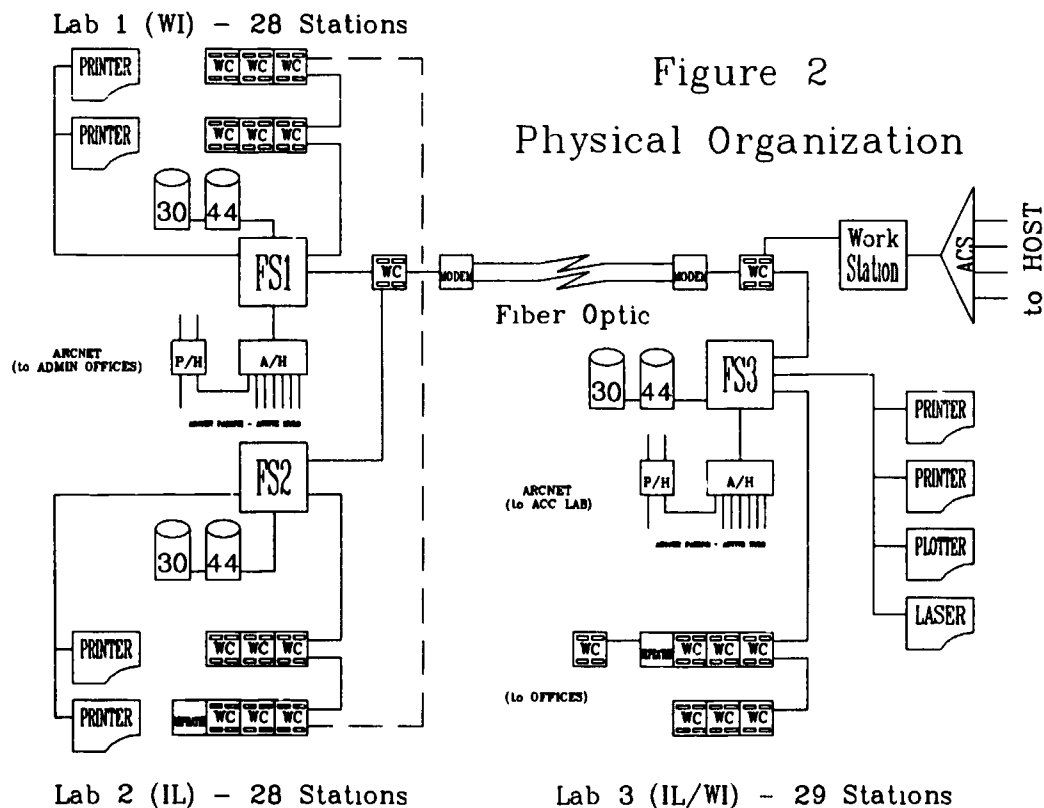 Lab 1 (WI) - 28 Stations
Figure 2
Physical Organization
PRINTER
WC WC WC
PRINTER
WC WC WC
30 44
FS1
WC
MODEM
MODEM
WC
Work
Station
ACS
to HOST
Fiber Optic
ARCNET
(to ADMIN OFFICES)
P/H
A/H
30 44
FS3
PRINTER
PRINTER
PLOTTER
LASER
FS2
30 44
ARCNET
(to ACC LAB)
P/H
A/H
PRINTER
WC WC WC
PRINTER
WC WC WC
WC
WC WC WC
(to OFFICES)
WC WC WC
Lab 2 (IL) - 28 Stations
Lab 3 (IL/WI) - 29 Stations